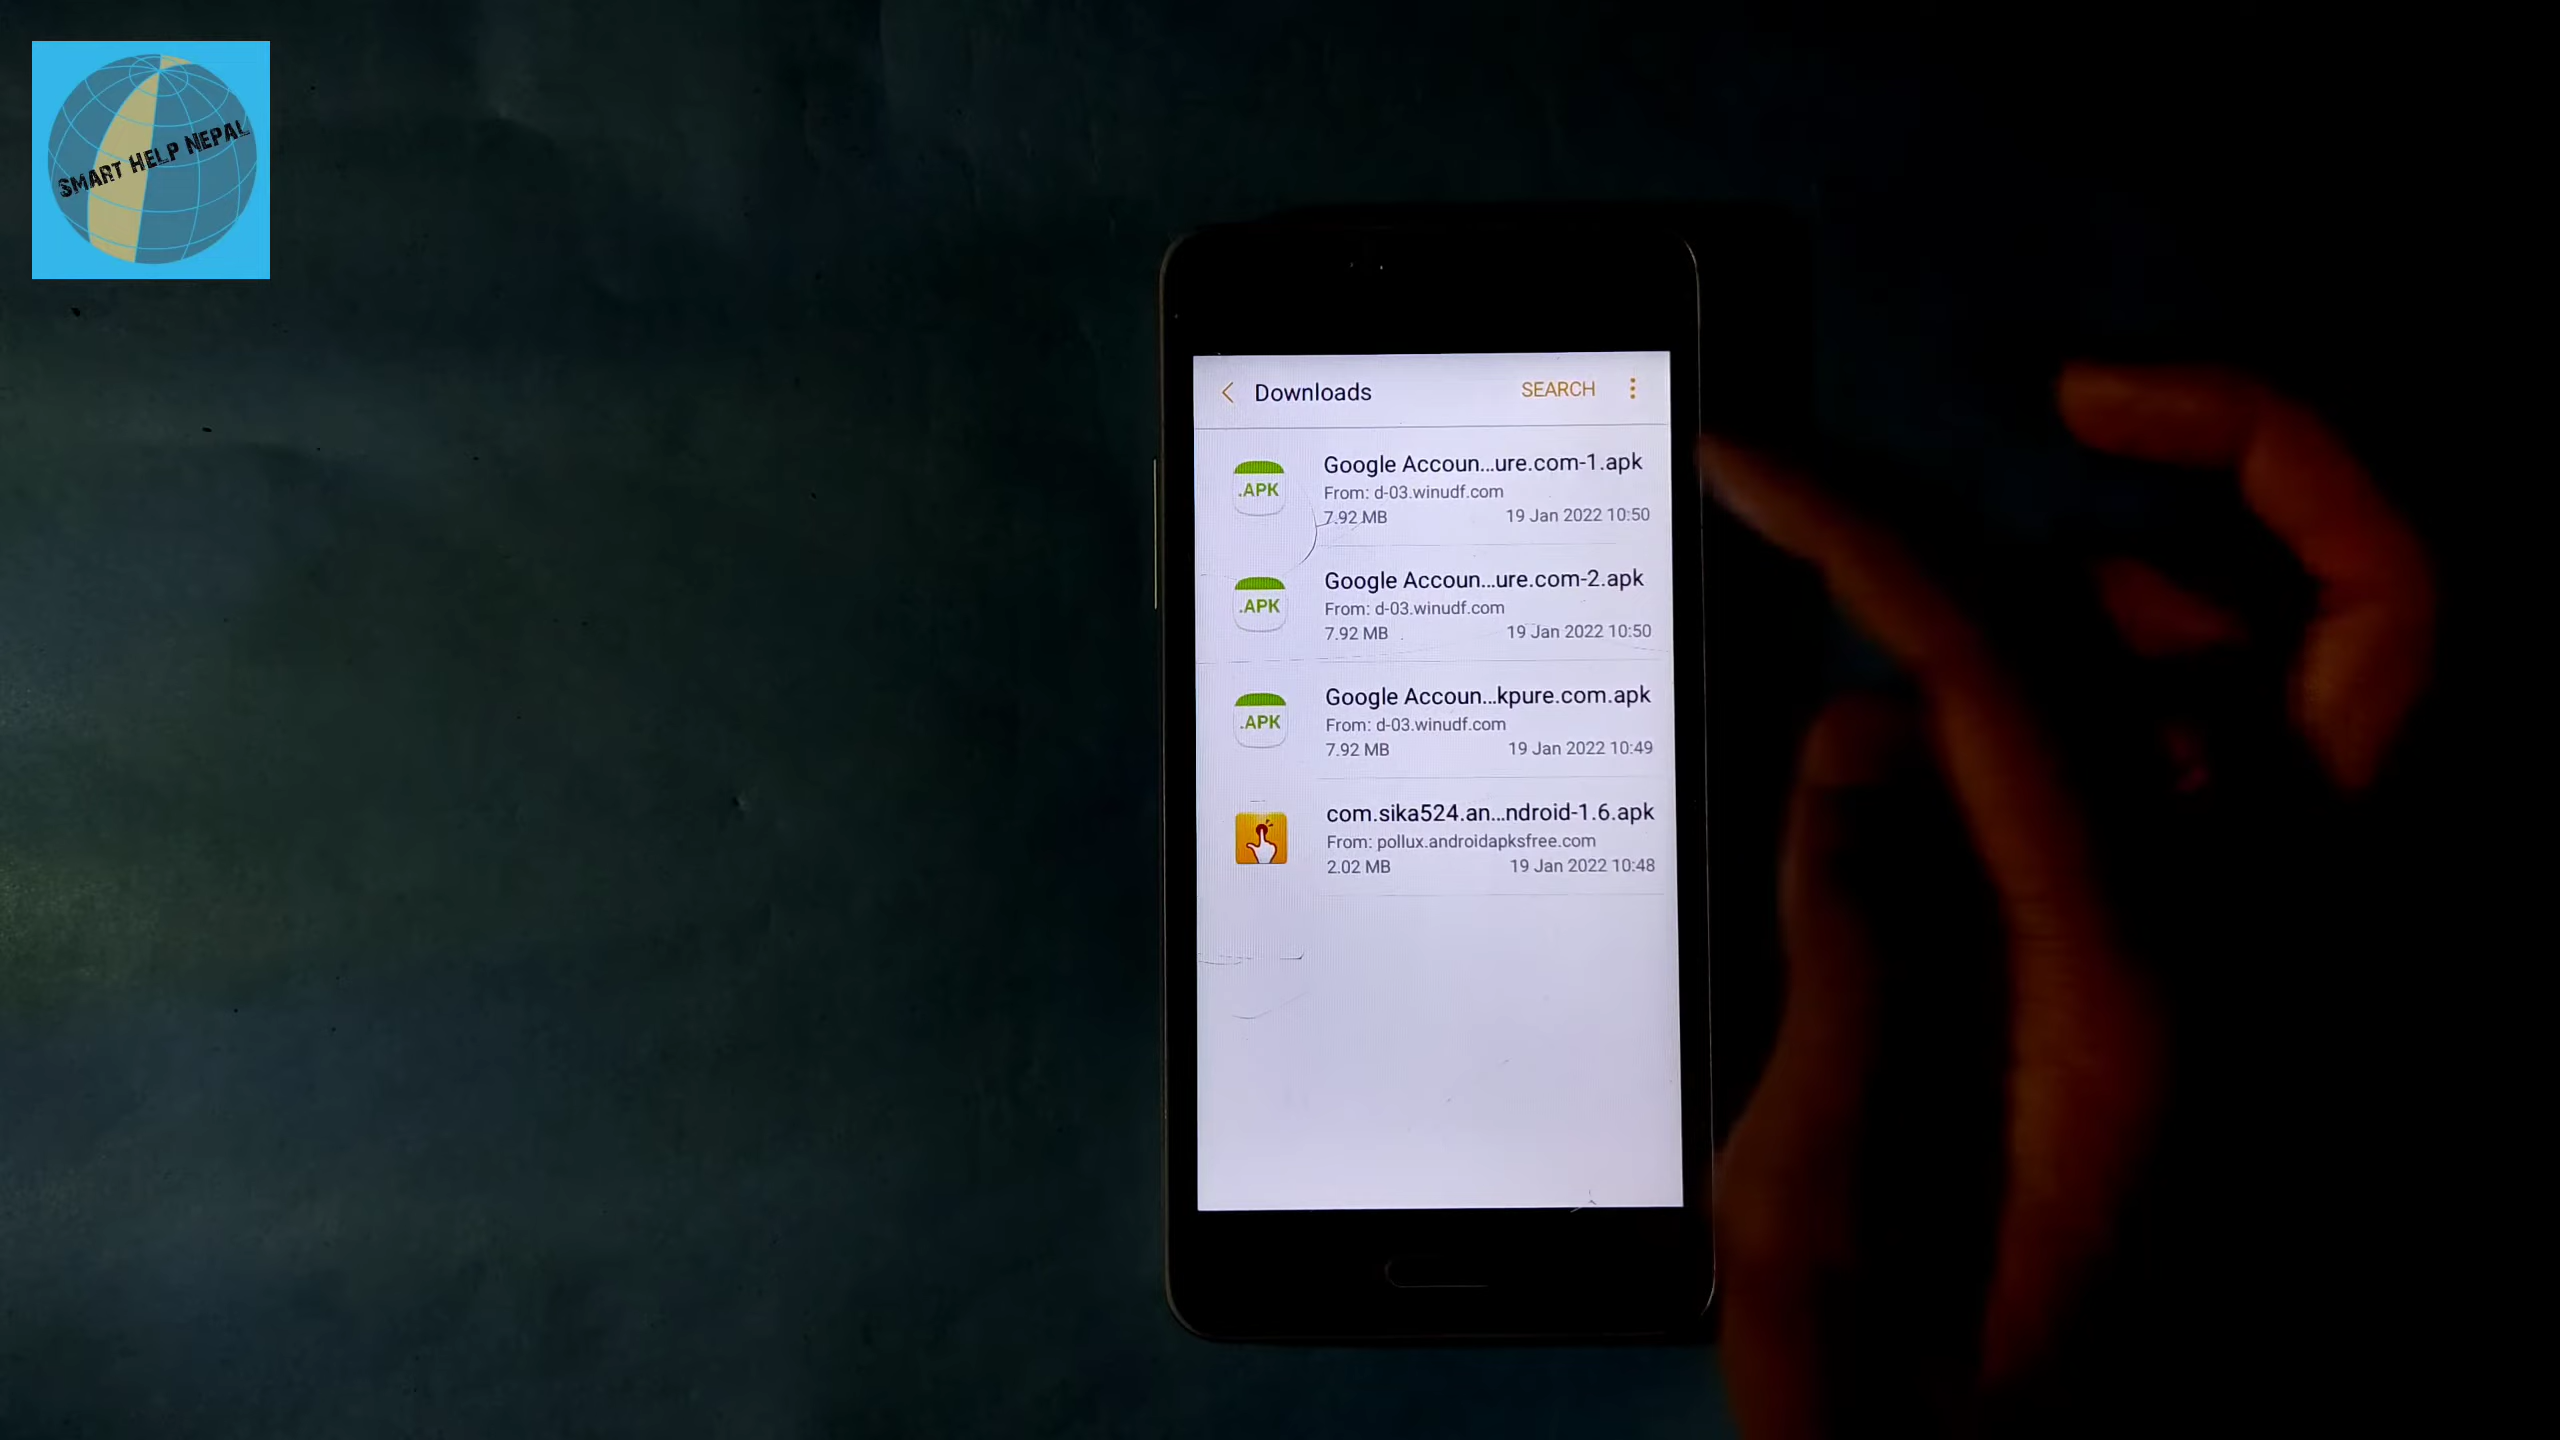 SMART HELP NEPAL
Downloads
SEARCH
.APK
Google Accoun...ure.com-1.apk
From: d-03.winudf.com
7.92 MB
19 Jan 2022 10:50
.APK
Google Accoun...ure.com-2.apk
From: d-03.winudf.com
7.92 MB
19 Jan 2022 10:50
.APK
Google Accoun...kpure.com.apk
From: d-03.winudf.com
7.92 MB
19 Jan 2022 10:49
com.sika524.an...ndroid-1.6.apk
From: pollux.androidapksfree.com
2.02 MB
19 Jan 2022 10:48